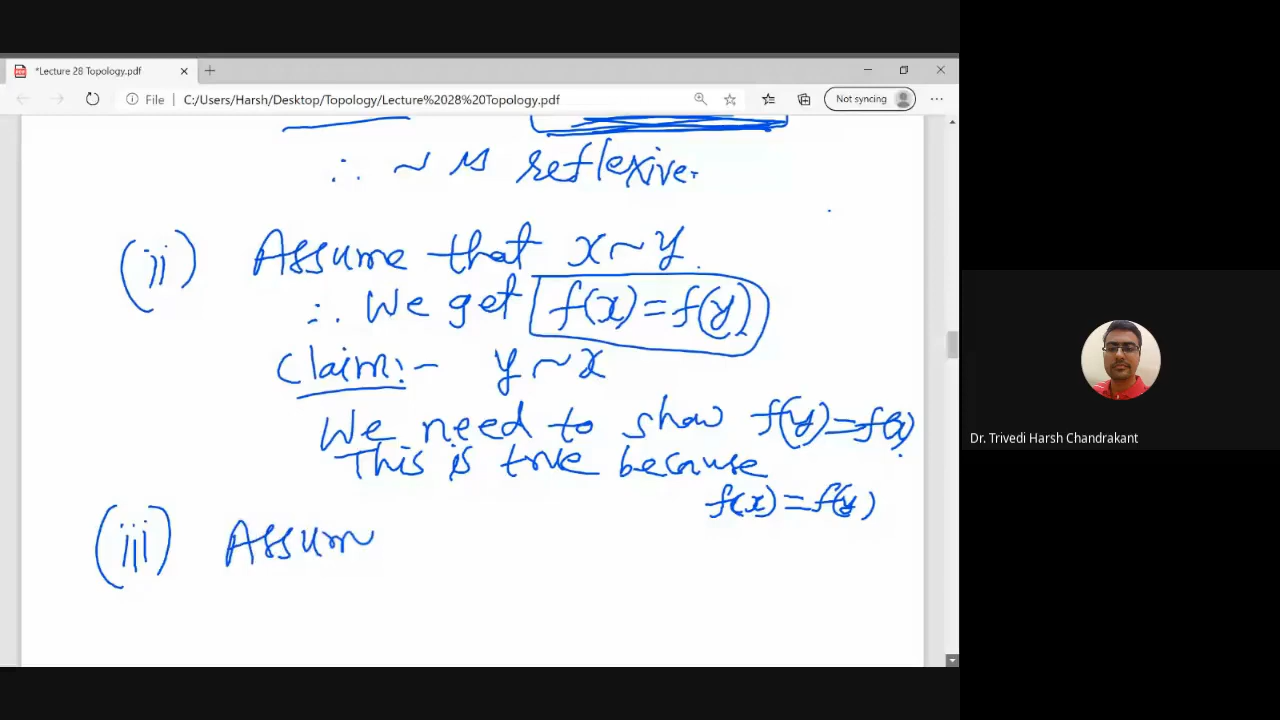 *Lecture 28 Topology.pdf
File | C:/Users/Harsh/Desktop/Topology/Lecture%2028%20Topology.pdf
Not syncing
∴ ~ is reflexive.
(ii) Assume that x~y.
∴ We get f(x)=f(y)
Claim:- y~x
We need to show f(y)=f(x).
This is true because
f(x)=f(y)
(iii) Assum
Dr. Trivedi Harsh Chandrakant